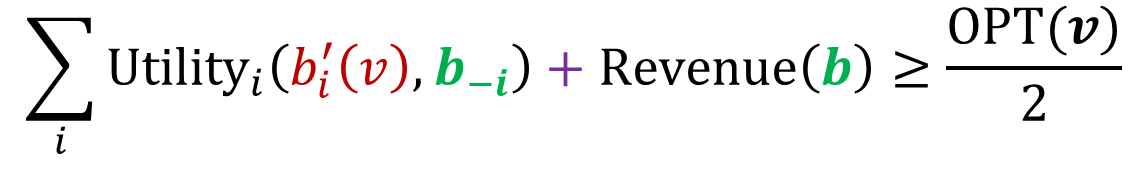 ∑ᵢ Utilityᵢ(b′ᵢ(v), b₋ᵢ) + Revenue(b) ≥ OPT(v)/2